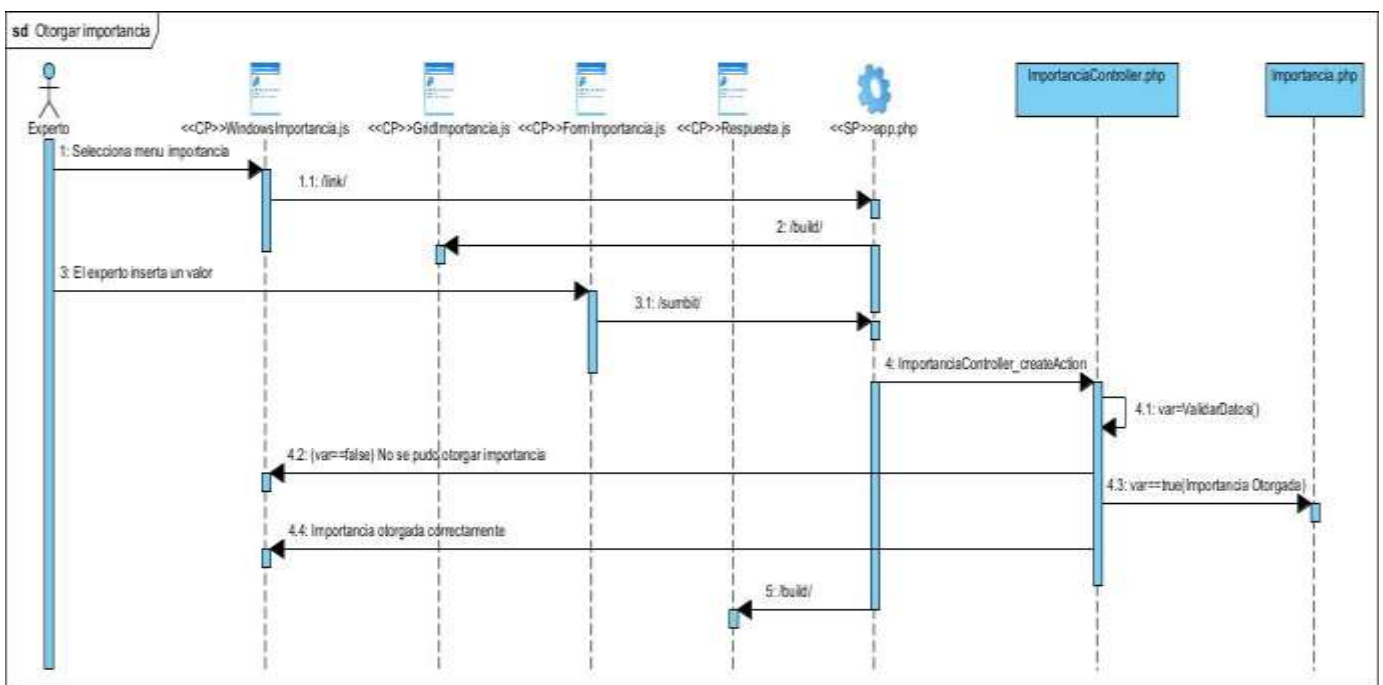 sd Otorgar importancia
Experto
<<CP>>WindowsImportancia.js
<<CP>>GridImportancia.js
<<CP>>FormImportancia.js
<<CP>>Respuesta.js
<<SP>>app.php
ImportanciaController.php
Importancia.php
1: Selecciona menu importancia
1.1: /link/
2: /build/
3: El experto inserta un valor
3.1: /sumbit/
4: ImportanciaController_createAction
4.1: var=ValidarDatos()
4.2: (var==false) No se pudo otorgar importancia
4.3: var==true(Importancia Otorgada)
4.4: Importancia otorgada correctamente
5: /build/